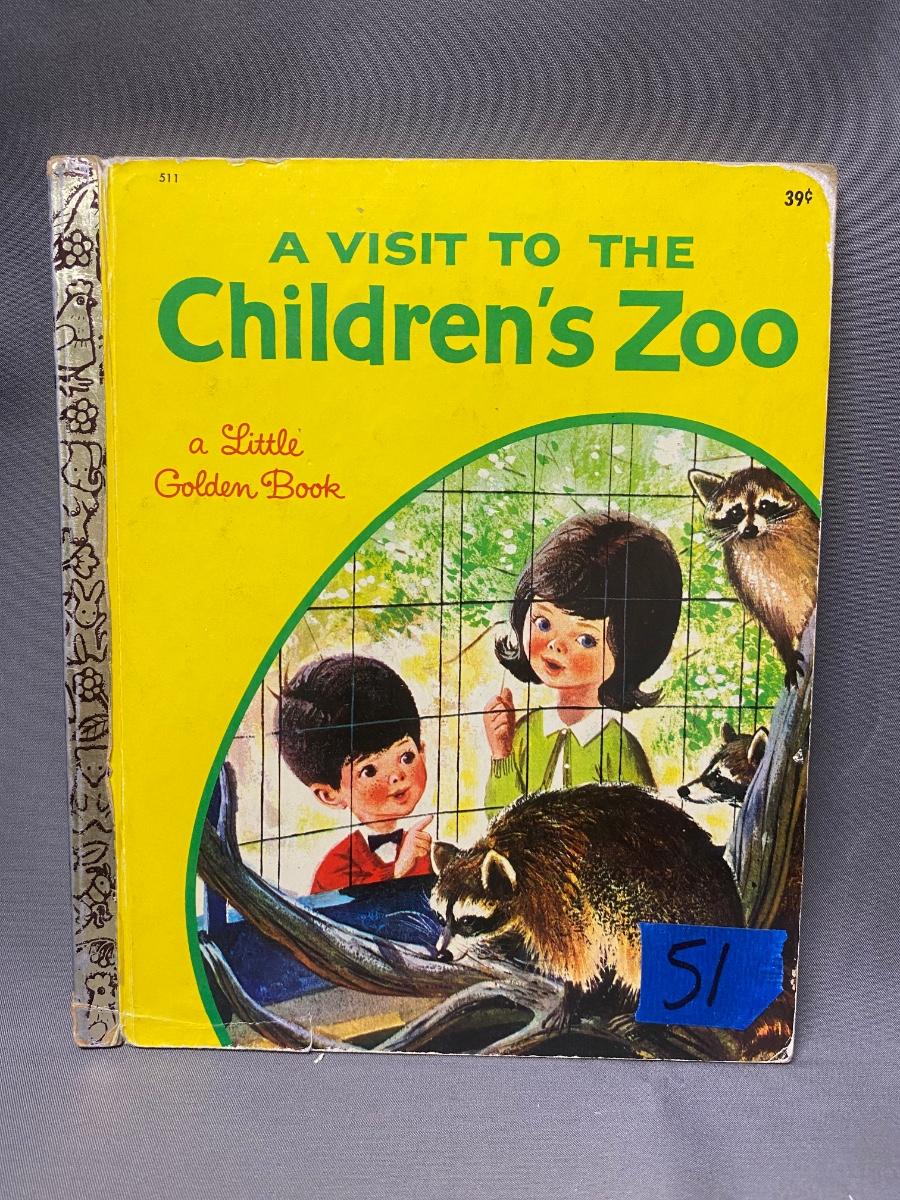 511
39¢
A VISIT TO THE
Children's Zoo
a Little
Golden Book
51